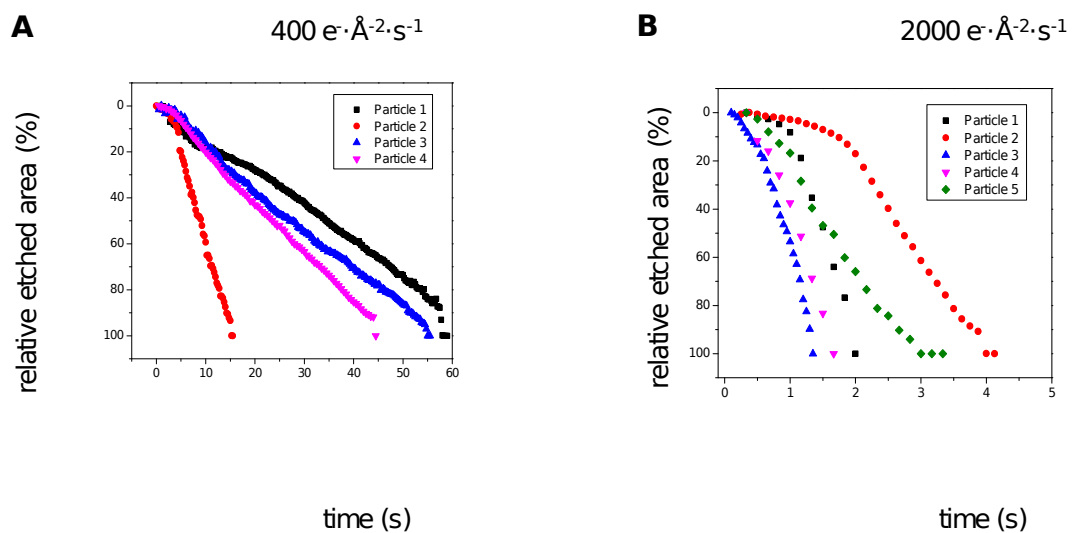 A
400 e⁻·Å⁻²·s⁻¹
relative etched area (%)
0
20
40
60
80
100
Particle 1
Particle 2
Particle 3
Particle 4
0
10
20
30
40
50
60
time (s)
B
2000 e⁻·Å⁻²·s⁻¹
relative etched area (%)
0
20
40
60
80
100
Particle 1
Particle 2
Particle 3
Particle 4
Particle 5
0
1
2
3
4
5
time (s)